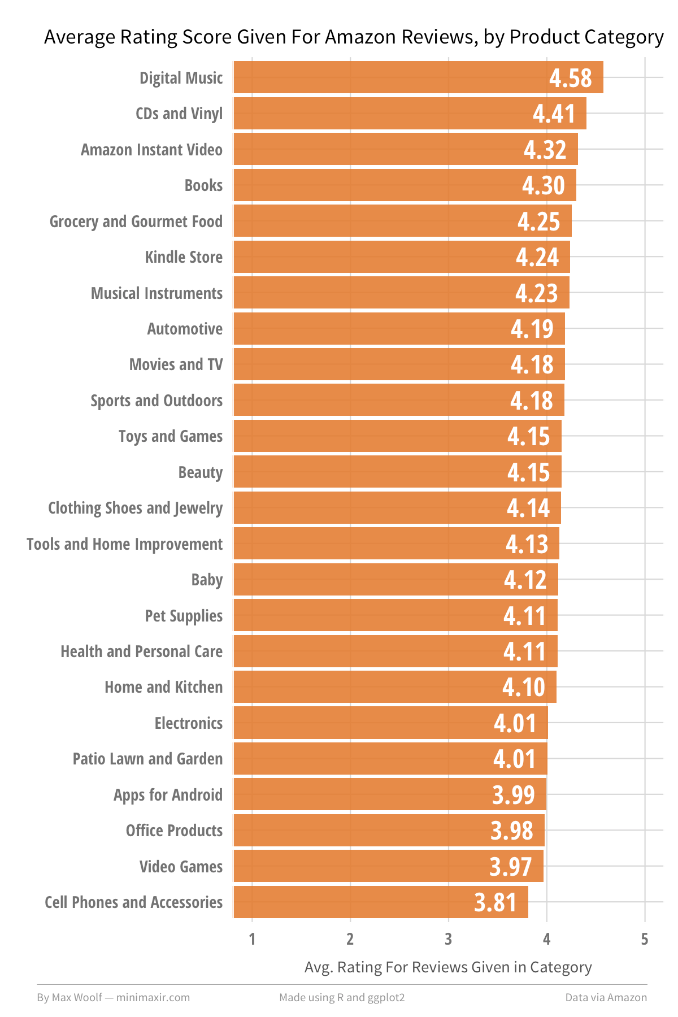 Average Rating Score Given For Amazon Reviews, by Product Category
Digital Music 4.58
CDs and Vinyl 4.41
Amazon Instant Video 4.32
Books 4.30
Grocery and Gourmet Food 4.25
Kindle Store 4.24
Musical Instruments 4.23
Automotive 4.19
Movies and TV 4.18
Sports and Outdoors 4.18
Toys and Games 4.15
Beauty 4.15
Clothing Shoes and Jewelry 4.14
Tools and Home Improvement 4.13
Baby 4.12
Pet Supplies 4.11
Health and Personal Care 4.11
Home and Kitchen 4.10
Electronics 4.01
Patio Lawn and Garden 4.01
Apps for Android 3.99
Office Products 3.98
Video Games 3.97
Cell Phones and Accessories 3.81
1 2 3 4 5
Avg. Rating For Reviews Given in Category
By Max Woolf — minimaxir.com Made using R and ggplot2 Data via Amazon